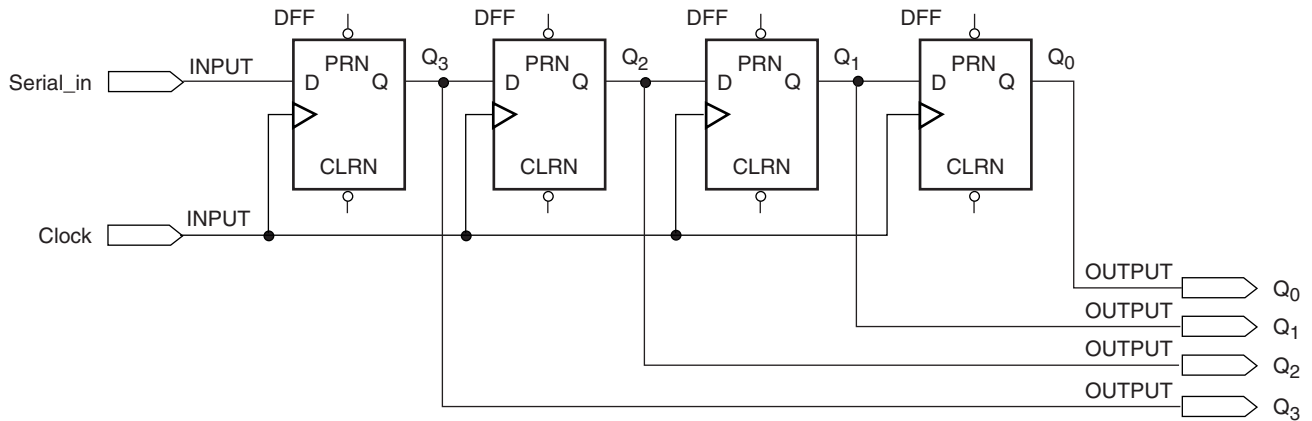 DFF DFF DFF DFF
PRN PRN PRN PRN
Q3 Q2 Q1 Q0
Serial_in INPUT D Q D Q D Q D Q
CLRN CLRN CLRN CLRN
Clock INPUT
OUTPUT Q0
OUTPUT Q1
OUTPUT Q2
OUTPUT Q3